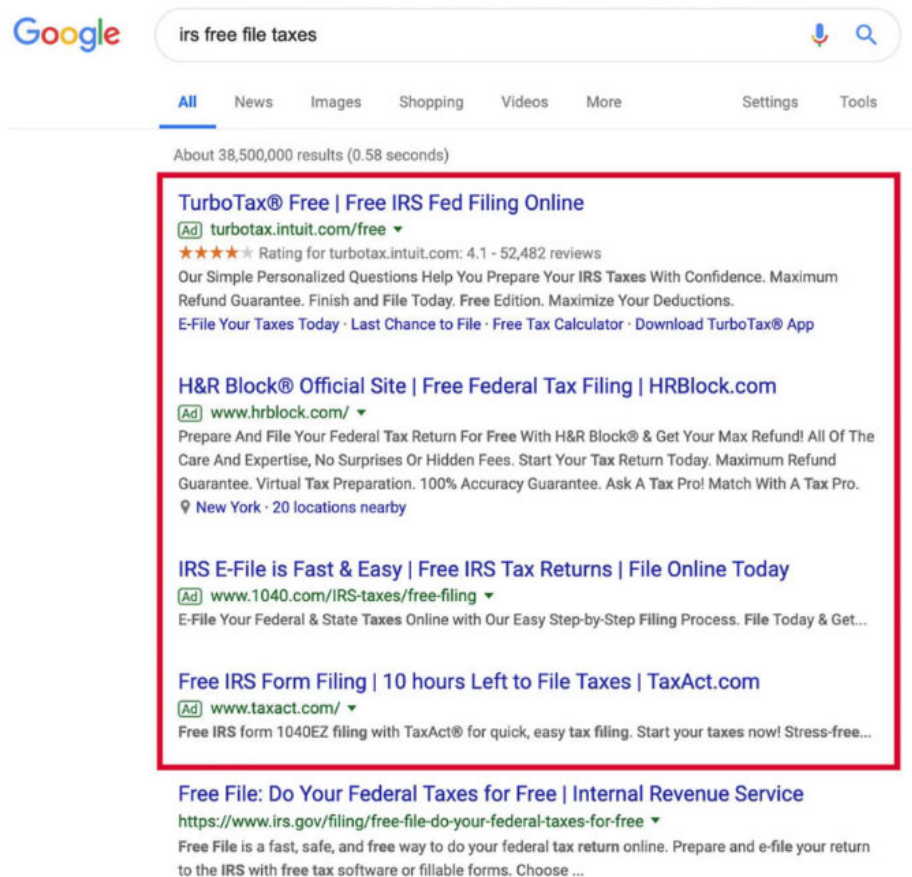 Google
irs free file taxes
All News Images Shopping Videos More Settings Tools
About 38,500,000 results (0.58 seconds)
TurboTax® Free | Free IRS Fed Filing Online
Ad turbotax.intuit.com/free
Rating for turbotax.intuit.com: 4.1 - 52,482 reviews
Our Simple Personalized Questions Help You Prepare Your IRS Taxes With Confidence. Maximum
Refund Guarantee. Finish and File Today. Free Edition. Maximize Your Deductions.
E-File Your Taxes Today · Last Chance to File · Free Tax Calculator · Download TurboTax® App
H&R Block® Official Site | Free Federal Tax Filing | HRBlock.com
Ad www.hrblock.com/
Prepare And File Your Federal Tax Return For Free With H&R Block® & Get Your Max Refund! All Of The
Care And Expertise, No Surprises Or Hidden Fees. Start Your Tax Return Today. Maximum Refund
Guarantee. Virtual Tax Preparation. 100% Accuracy Guarantee. Ask A Tax Pro! Match With A Tax Pro.
New York · 20 locations nearby
IRS E-File is Fast & Easy | Free IRS Tax Returns | File Online Today
Ad www.1040.com/IRS-taxes/free-filing
E-File Your Federal & State Taxes Online with Our Easy Step-by-Step Filing Process. File Today & Get...
Free IRS Form Filing | 10 hours Left to File Taxes | TaxAct.com
Ad www.taxact.com/
Free IRS form 1040EZ filing with TaxAct® for quick, easy tax filing. Start your taxes now! Stress-free...
Free File: Do Your Federal Taxes for Free | Internal Revenue Service
https://www.irs.gov/filing/free-file-do-your-federal-taxes-for-free
Free File is a fast, safe, and free way to do your federal tax return online. Prepare and e-file your return
to the IRS with free tax software or fillable forms. Choose ...